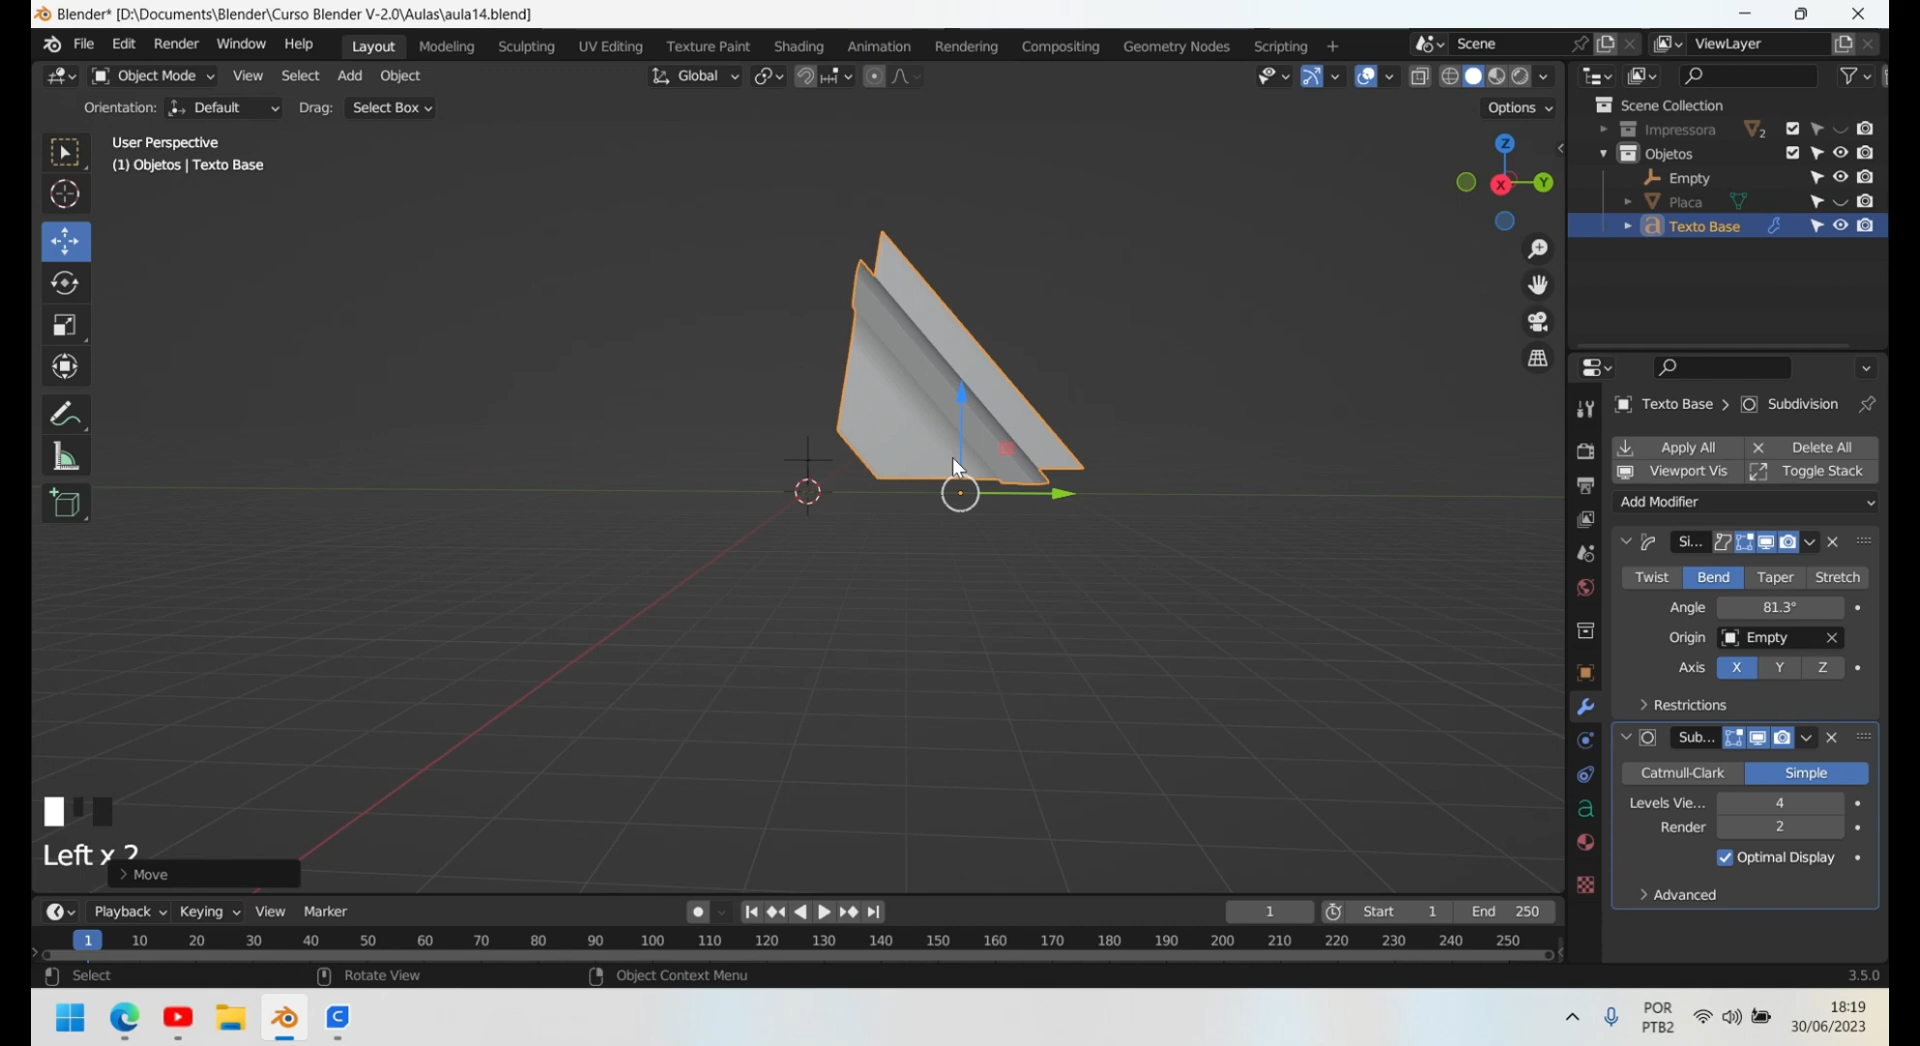 Blender* [D:\Documents\Blender\Curso Blender V-2.0\Aulas\aula14.blend]
File Edit Render Window Help Layout Modeling Sculpting UV Editing Texture Paint Shading Animation Rendering Compositing Geometry Nodes Scripting + Scene ViewLayer
Object Mode View Select Add Object Global
Orientation: Default Drag: Select Box Options
User Perspective
(1) Objetos | Texto Base
Z
Y
X
Scene Collection
Impressora 2
Objetos
Empty
Placa
Texto Base
Texto Base > Subdivision
Apply All Delete All
Viewport Vis Toggle Stack
Add Modifier
Si...
Twist Bend Taper Stretch
Angle 81.3°
Origin Empty
Axis X Y Z
Restrictions
Sub...
Catmull-Clark Simple
Levels Vie... 4
Render 2
Optimal Display
Advanced
Left x 2
Move
Playback Keying View Marker 1 Start 1 End 250
1 10 20 30 40 50 60 70 80 90 100 110 120 130 140 150 160 170 180 190 200 210 220 230 240 250
Select Rotate View Object Context Menu 3.5.0
POR
PTB2
18:19
30/06/2023